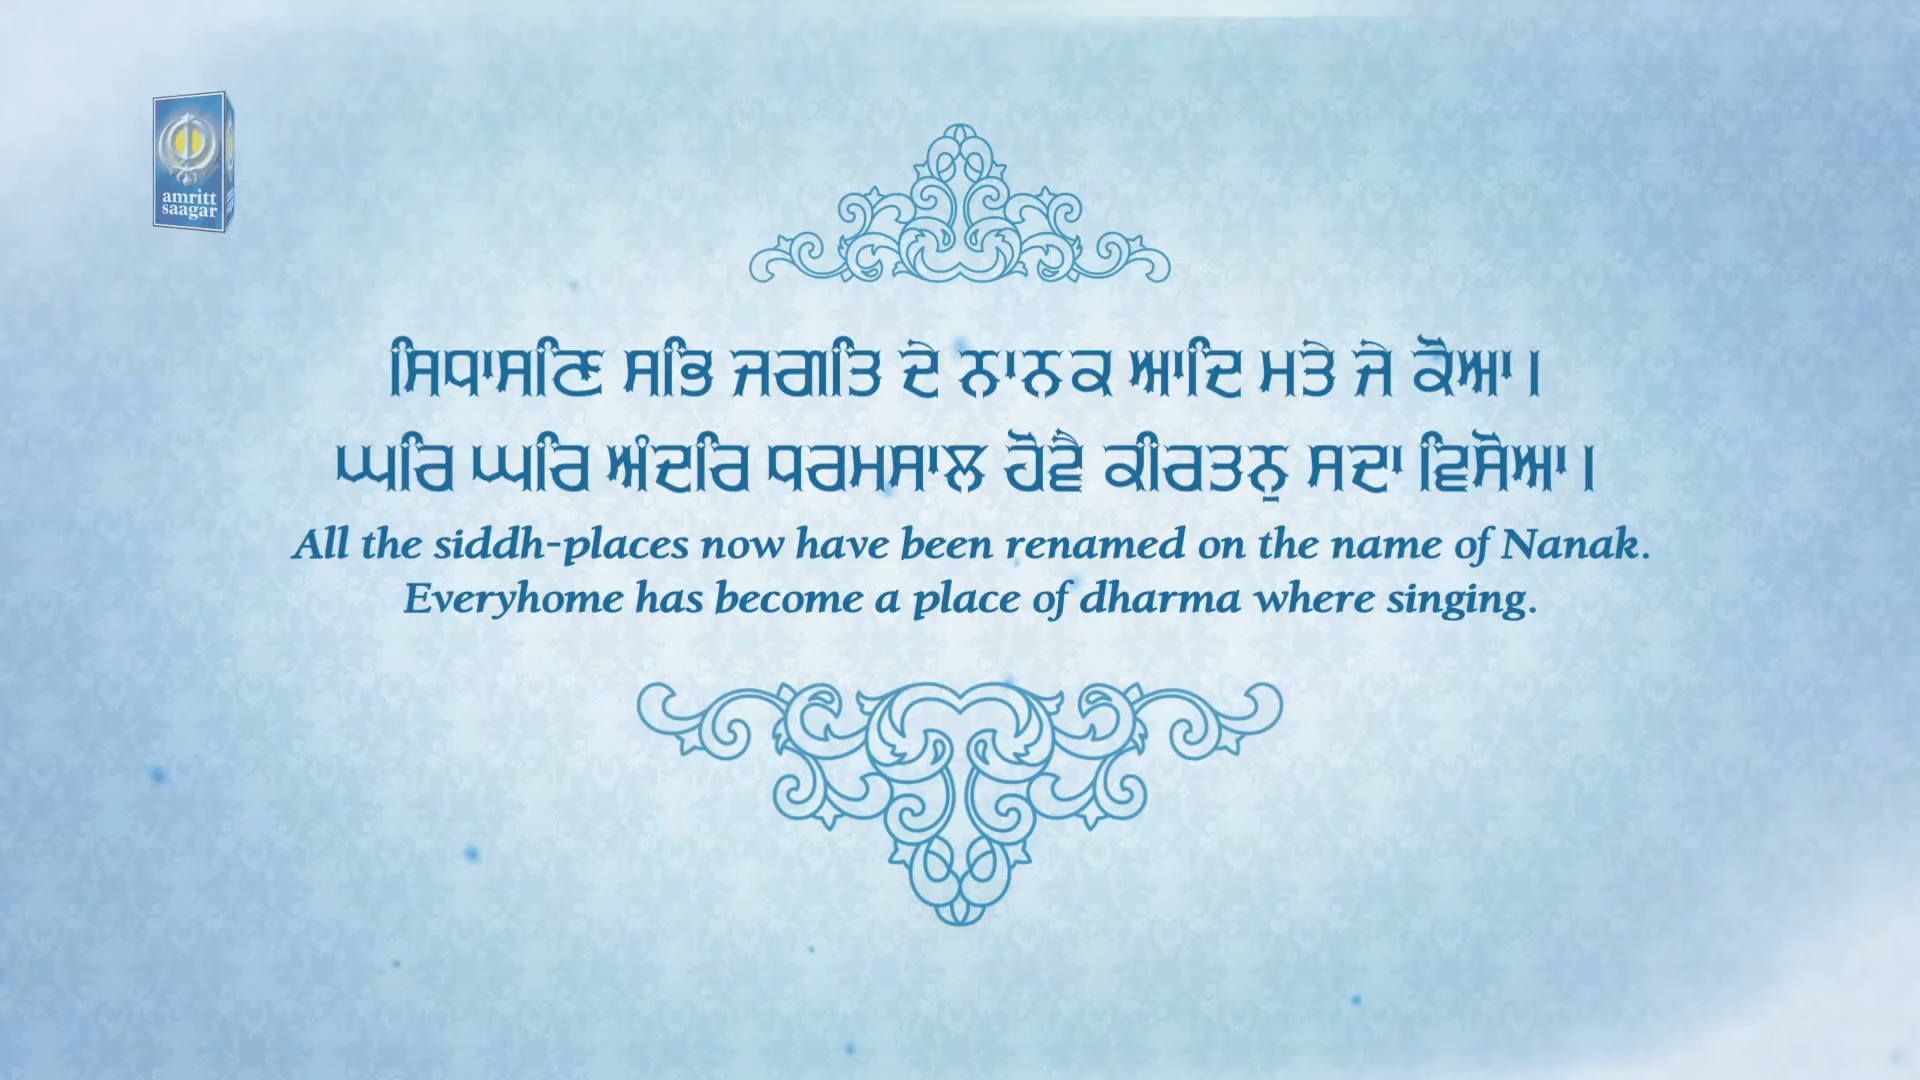 amritt
saagar
ਸਿਧਾਸਣਿ ਸਭਿ ਜਗਤਿ ਦੇ ਨਾਨਕ ਆਦਿ ਮਤੇ ਜੇ ਕੋਆ।
ਘਰਿ ਘਰਿ ਅੰਦਰਿ ਧਰਮਸਾਲ ਹੋਵੈ ਕੀਰਤਨੁ ਸਦਾ ਵਿਸੋਆ।
All the siddh-places now have been renamed on the name of Nanak.
Everyhome has become a place of dharma where singing.